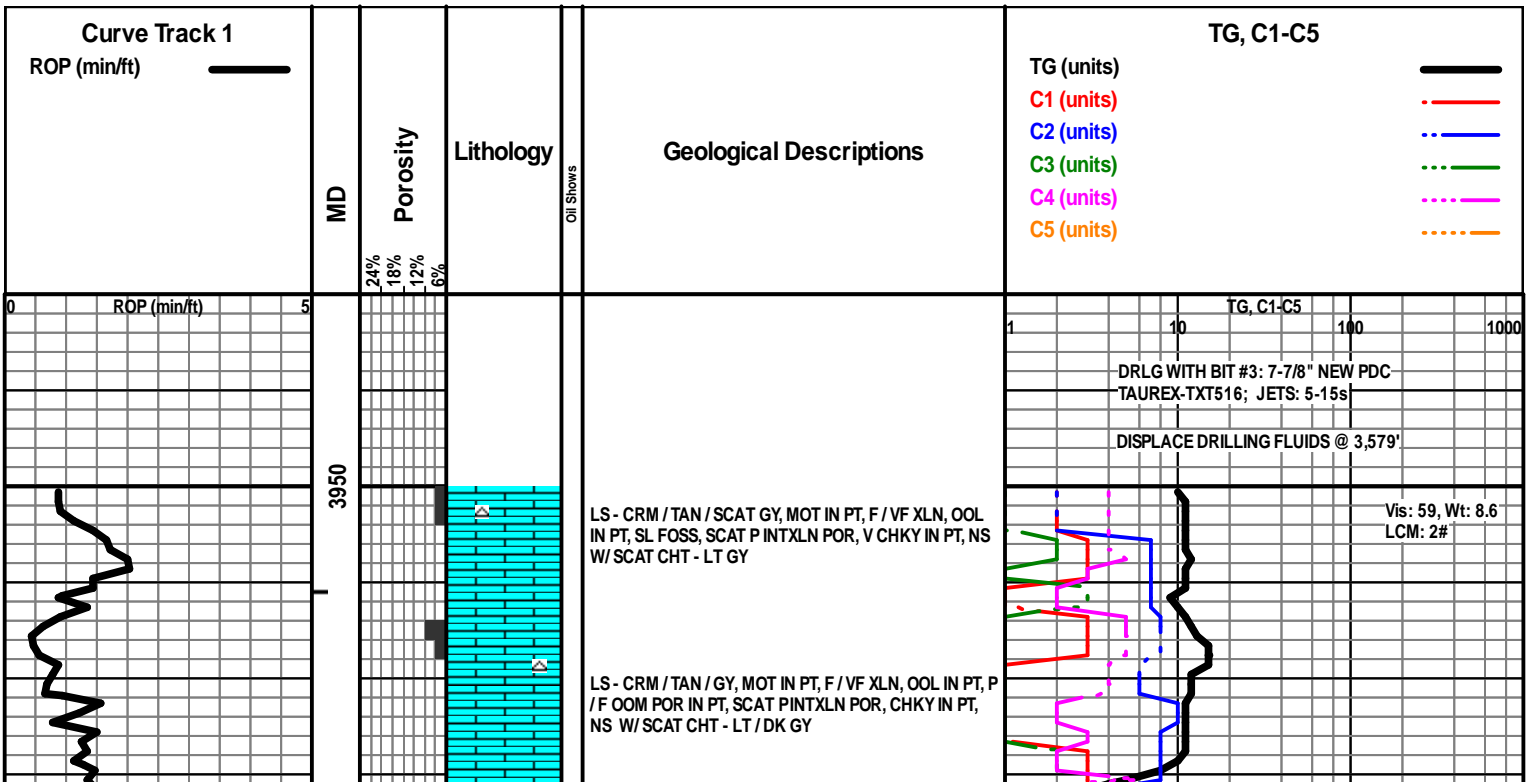 Curve Track 1
ROP (min/ft)
MD
Porosity
24%
18%
12%
6%
Lithology
Oil Shows
Geological Descriptions
TG, C1-C5
TG (units)
C1 (units)
C2 (units)
C3 (units)
C4 (units)
C5 (units)
0 ROP (min/ft) 5
TG, C1-C5
1 10 100 1000
DRLG WITH BIT #3: 7-7/8" NEW PDC
TAUREX-TXT516; JETS: 5-15s
DISPLACE DRILLING FLUIDS @ 3,579'
3950
Vis: 59, Wt: 8.6
LCM: 2#
LS - CRM / TAN / SCAT GY, MOT IN PT, F / VF XLN, OOL
IN PT, SL FOSS, SCAT P INTXLN POR, V CHKY IN PT, NS
W/ SCAT CHT - LT GY
LS - CRM / TAN / GY, MOT IN PT, F / VF XLN, OOL IN PT, P
/ F OOM POR IN PT, SCAT PINTXLN POR, CHKY IN PT,
NS W/ SCAT CHT - LT / DK GY